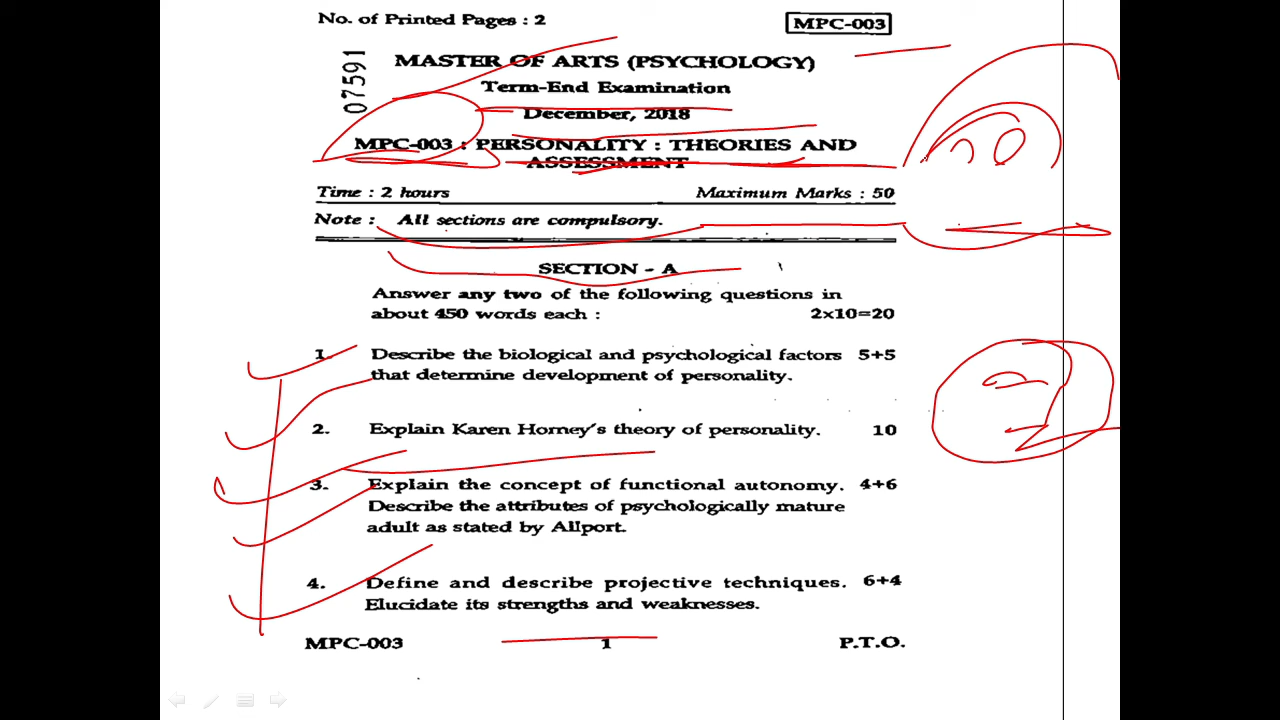 No. of Printed Pages : 2
MPC-003
07591
MASTER OF ARTS (PSYCHOLOGY)
Term-End Examination
December, 2018
MPC-003 : PERSONALITY : THEORIES AND
ASSESSMENT
Time : 2 hours Maximum Marks : 50
Note : All sections are compulsory.
SECTION - A
Answer any two of the following questions in
about 450 words each : 2x10=20
1. Describe the biological and psychological factors 5+5
that determine development of personality.
2. Explain Karen Horney's theory of personality. 10
3. Explain the concept of functional autonomy. 4+6
Describe the attributes of psychologically mature
adult as stated by Allport.
4. Define and describe projective techniques. 6+4
Elucidate its strengths and weaknesses.
MPC-003 1 P.T.O.